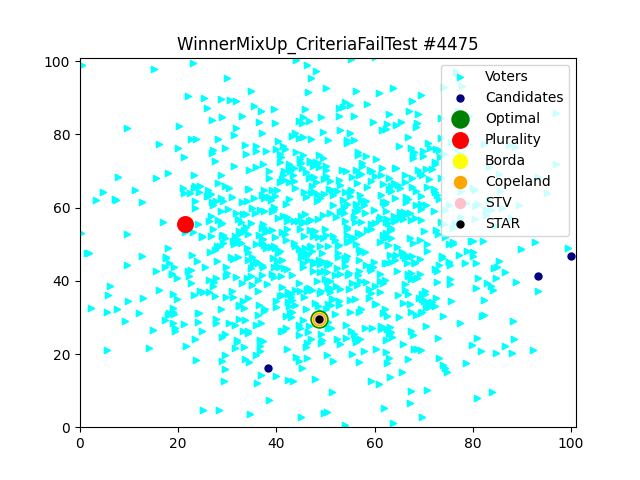 WinnerMixUp_CriteriaFailTest #4475
100
80
60
40
20
0
0 20 40 60 80 100
Voters
Candidates
Optimal
Plurality
Borda
Copeland
STV
STAR